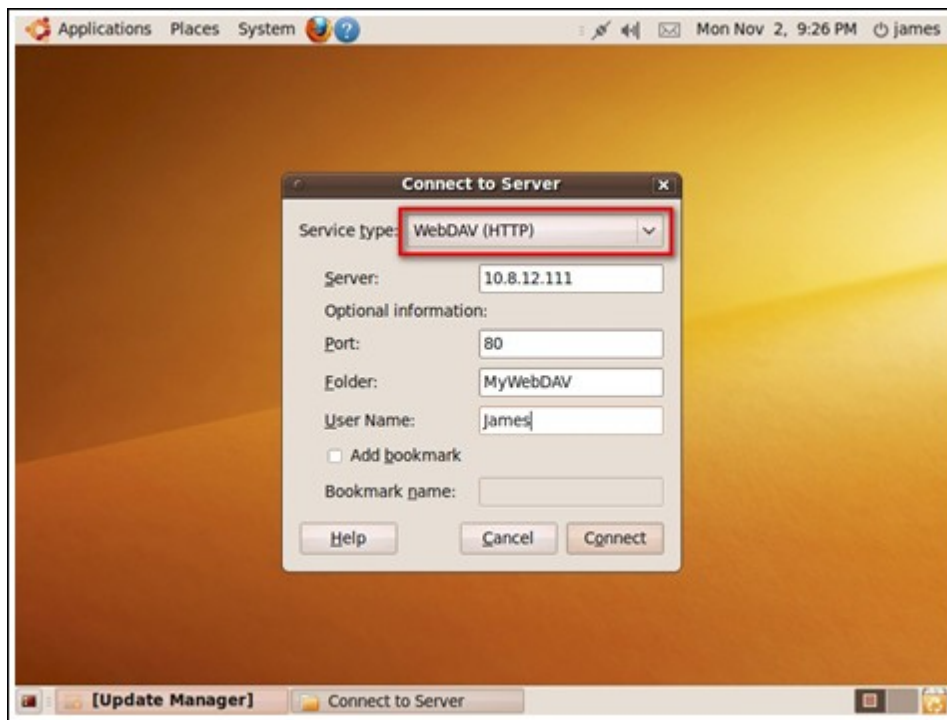 Applications Places System ? Mon Nov 2, 9:26 PM james
Connect to Server
Service type: WebDAV (HTTP)
Server: 10.8.12.111
Optional information:
Port: 80
Folder: MyWebDAV
User Name: James
Add bookmark
Bookmark name:
Help Cancel Connect
[Update Manager] Connect to Server